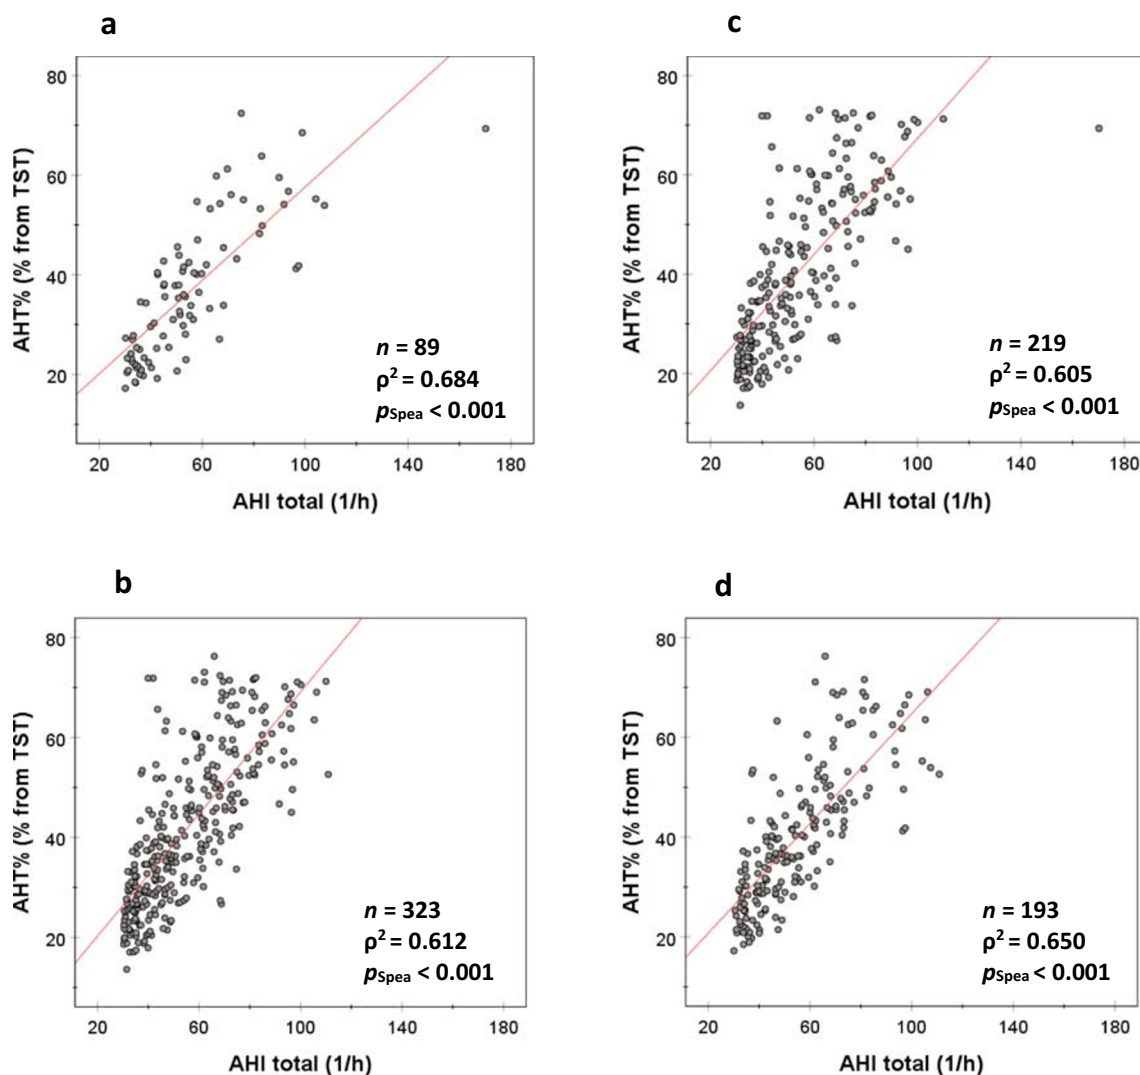 a
80
60
40
20
AHT% (% from TST)
n = 89
ρ² = 0.684
pSpea < 0.001
20 60 100 140 180
AHI total (1/h)
c
80
60
40
20
AHT% (% from TST)
n = 219
ρ² = 0.605
pSpea < 0.001
20 60 100 140 180
AHI total (1/h)
b
80
60
40
20
AHT% (% from TST)
n = 323
ρ² = 0.612
pSpea < 0.001
20 60 100 140 180
AHI total (1/h)
d
80
60
40
20
AHT% (% from TST)
n = 193
ρ² = 0.650
pSpea < 0.001
20 60 100 140 180
AHI total (1/h)